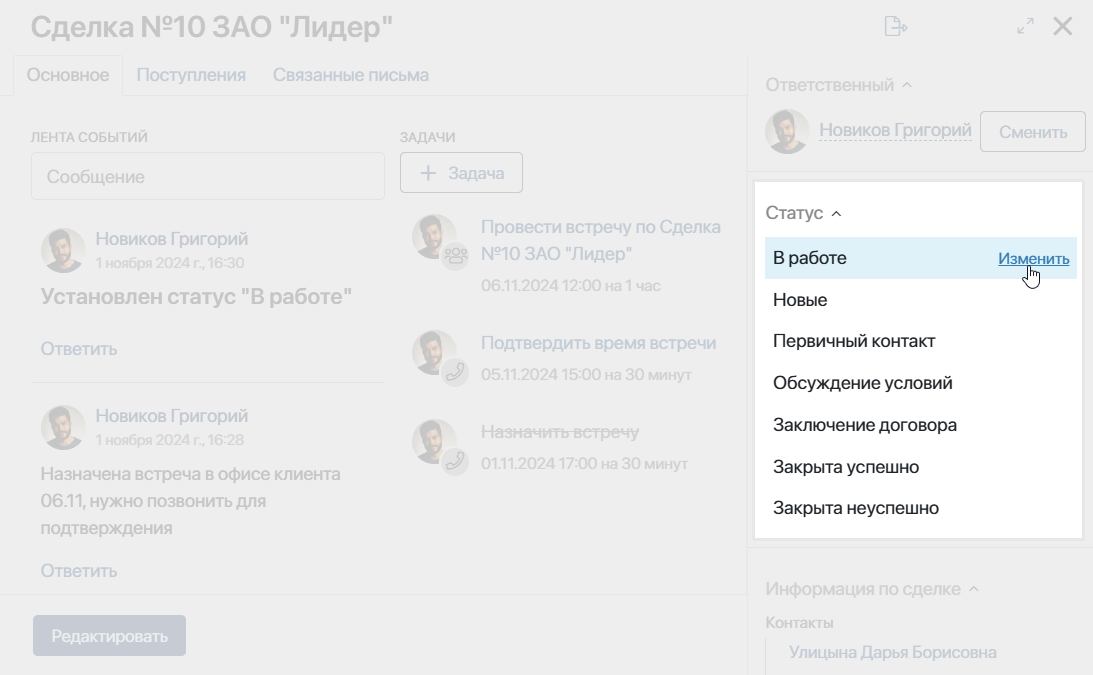 Сделка №10 ЗАО "Лидер"
Основное
Поступления
Связанные письма
ЛЕНТА СОБЫТИЙ
Сообщение
Новиков Григорий
1 ноября 2024 г., 16:30
Установлен статус "В работе"
Ответить
Новиков Григорий
1 ноября 2024 г., 16:28
Назначена встреча в офисе клиента
06.11, нужно позвонить для
подтверждения
Ответить
Редактировать
ЗАДАЧИ
+ Задача
Провести встречу по Сделка
№10 ЗАО "Лидер"
06.11.2024 12:00 на 1 час
Подтвердить время встречи
05.11.2024 15:00 на 30 минут
Назначить встречу
01.11.2024 17:00 на 30 минут
Ответственный
Новиков Григорий
Сменить
Статус
В работе
Изменить
Новые
Первичный контакт
Обсуждение условий
Заключение договора
Закрыта успешно
Закрыта неуспешно
Информация по сделке
Контакты
Улицына Дарья Борисовна